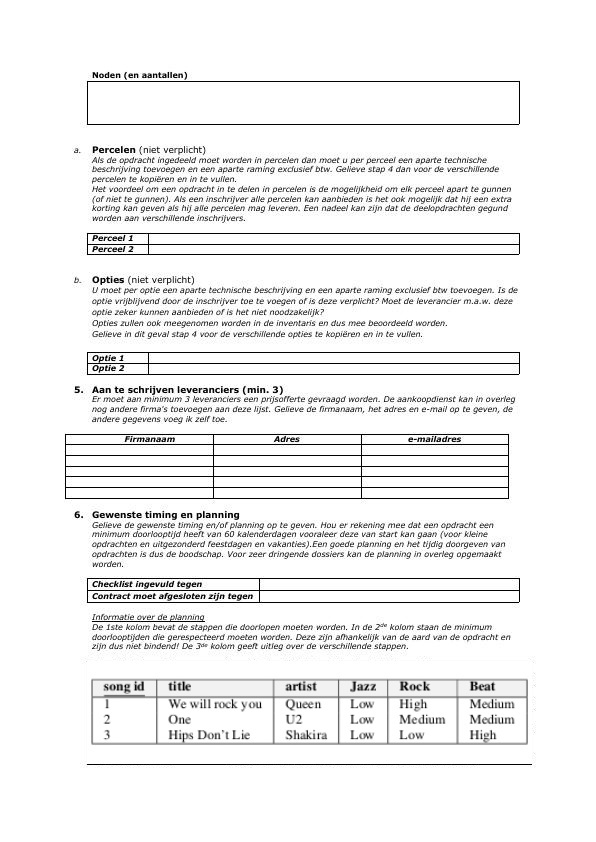 Noden (en aantallen)
a. Percelen (niet verplicht)
Als de opdracht ingedeeld moet worden in percelen dan moet u per perceel een aparte technische
beschrijving toevoegen en een aparte raming exclusief btw. Gelieve stap 4 dan voor de verschillende
percelen te kopiëren en in te vullen.
Het voordeel om een opdracht in te delen in percelen is de mogelijkheid om elk perceel apart te gunnen
(of niet te gunnen). Als een inschrijver alle percelen kan aanbieden is het ook mogelijk dat hij een extra
korting kan geven als hij alle percelen mag leveren. Een nadeel kan zijn dat de deelopdrachten gegund
worden aan verschillende inschrijvers.
Perceel 1
Perceel 2
b. Opties (niet verplicht)
U moet per optie een aparte technische beschrijving en een aparte raming exclusief btw toevoegen. Is de
optie vrijblijvend door de inschrijver toe te voegen of is deze verplicht? Moet de leverancier m.a.w. deze
optie zeker kunnen aanbieden of is het niet noodzakelijk?
Opties zullen ook meegenomen worden in de inventaris en dus mee beoordeeld worden.
Gelieve in dit geval stap 4 voor de verschillende opties te kopiëren en in te vullen.
Optie 1
Optie 2
5. Aan te schrijven leveranciers (min. 3)
Er moet aan minimum 3 leveranciers een prijsofferte gevraagd worden. De aankoopdienst kan in overleg
nog andere firma's toevoegen aan deze lijst. Gelieve de firmanaam, het adres en e-mail op te geven, de
andere gegevens voeg ik zelf toe.
Firmanaam Adres e-mailadres
6. Gewenste timing en planning
Gelieve de gewenste timing en/of planning op te geven. Hou er rekening mee dat een opdracht een
minimum doorlooptijd heeft van 60 kalenderdagen vooraleer deze van start kan gaan (voor kleine
opdrachten en uitgezonderd feestdagen en vakanties).Een goede planning en het tijdig doorgeven van
opdrachten is dus de boodschap. Voor zeer dringende dossiers kan de planning in overleg opgemaakt
worden.
Checklist ingevuld tegen
Contract moet afgesloten zijn tegen
Informatie over de planning
De 1ste kolom bevat de stappen die doorlopen moeten worden. In de 2de kolom staan de minimum
doorlooptijden die gerespecteerd moeten worden. Deze zijn afhankelijk van de aard van de opdracht en
zijn dus niet bindend! De 3de kolom geeft uitleg over de verschillende stappen.
song id title artist Jazz Rock Beat
1 We will rock you Queen Low High Medium
2 One U2 Low Medium Medium
3 Hips Don't Lie Shakira Low Low High